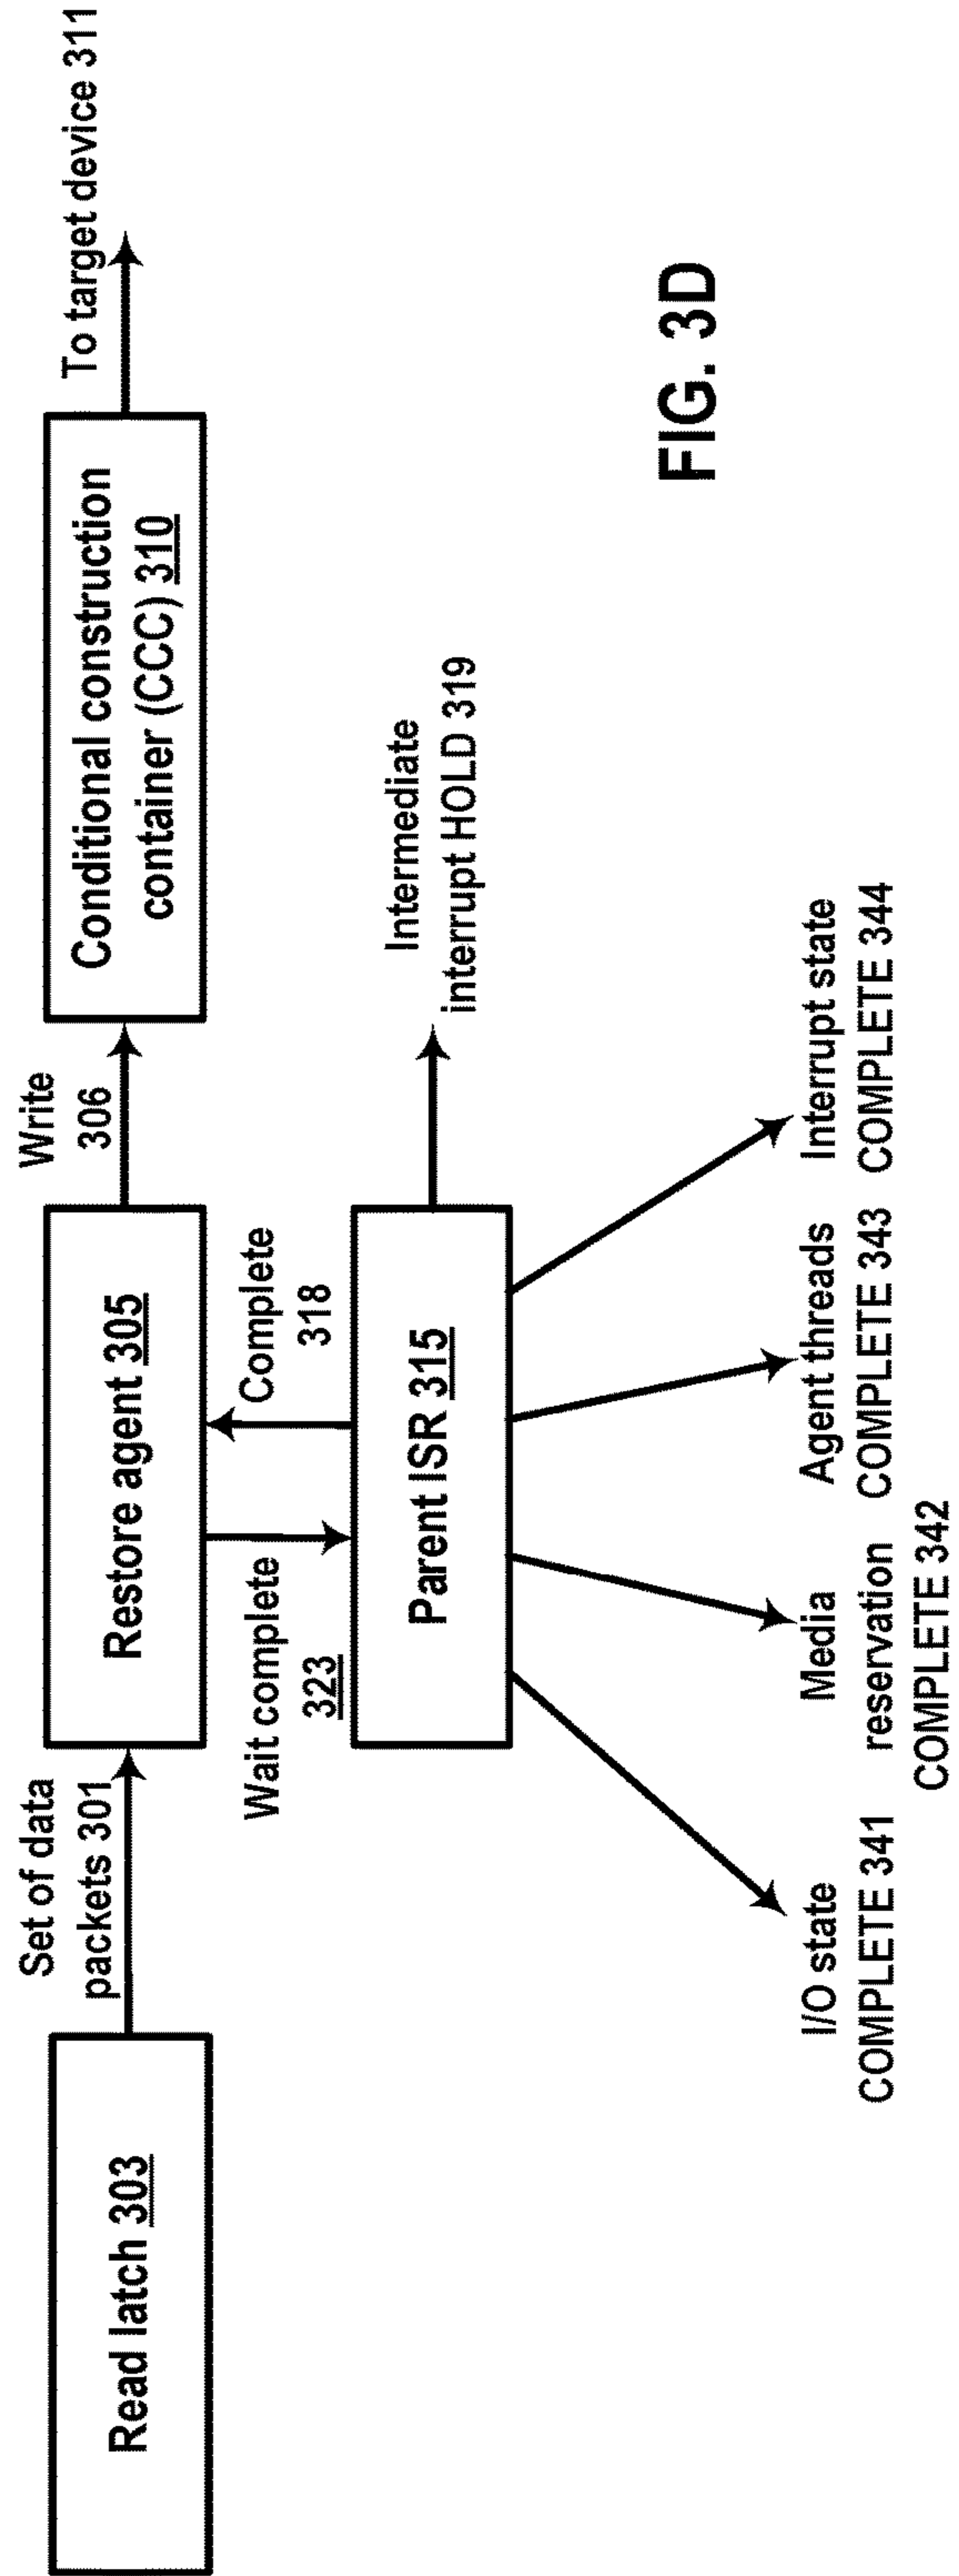 Read latch 303
Set of data
packets 301
Restore agent 305
Write
306
Conditional construction
container (CCC) 310
To target device 311
Wait complete
323
Complete
318
Parent ISR 315
Intermediate
interrupt HOLD 319
I/O state
COMPLETE 341
Media
reservation
COMPLETE 342
Agent threads
COMPLETE 343
Interrupt state
COMPLETE 344
FIG. 3D